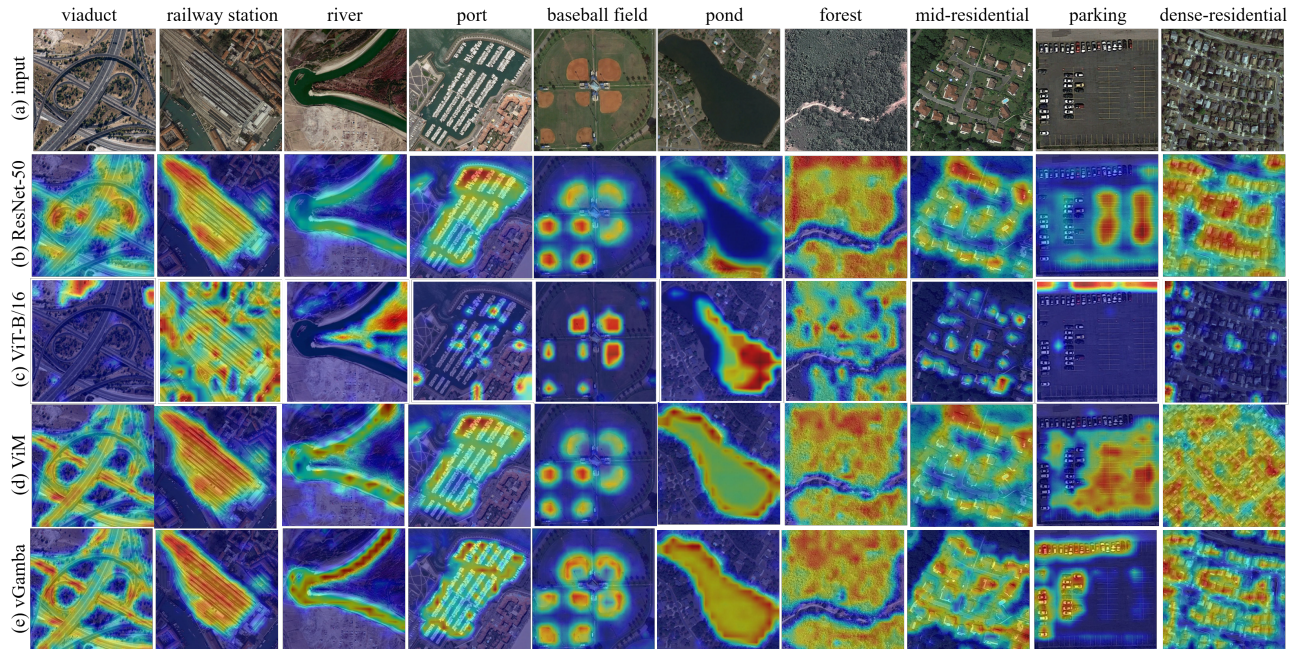 viaduct railway station river port baseball field pond forest mid-residential parking dense-residential
(a) input
(b) ResNet-50
(c) ViT-B/16
(d) ViM
(e) vGamba